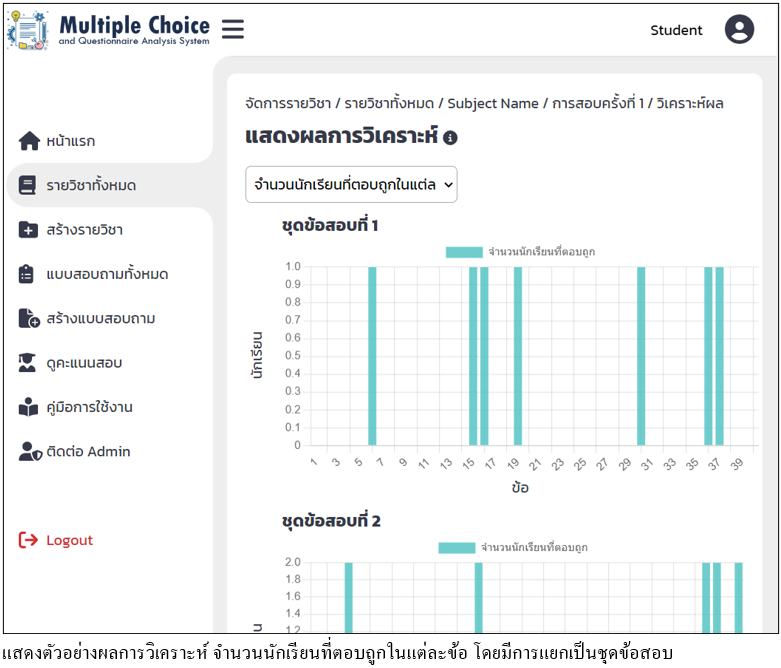 Multiple Choice
and Questionnaire Analysis System
Student
หน้าแรก
รายวิชาทั้งหมด
สร้างรายวิชา
แบบสอบถามทั้งหมด
สร้างแบบสอบถาม
ดูคะแนนสอบ
คู่มือการใช้งาน
ติดต่อ Admin
Logout
จัดการรายวิชา / รายวิชาทั้งหมด / Subject Name / การสอบครั้งที่ 1 / วิเคราะห์ผล
แสดงผลการวิเคราะห์
จำนวนนักเรียนที่ตอบถูกในแต่ล
ชุดข้อสอบที่ 1
จำนวนนักเรียนที่ตอบถูก
1.0
0.9
0.8
0.7
0.6
0.5
0.4
0.3
0.2
0.1
0
นักเรียน
1 3 5 7 9 11 13 15 17 19 21 23 25 27 29 31 33 35 37 39
ข้อ
ชุดข้อสอบที่ 2
จำนวนนักเรียนที่ตอบถูก
2.0
1.8
1.6
1.4
1.2
แสดงตัวอย่างผลการวิเคราะห์ จำนวนนักเรียนที่ตอบถูกในแต่ละข้อ โดยมีการแยกเป็นชุดข้อสอบ